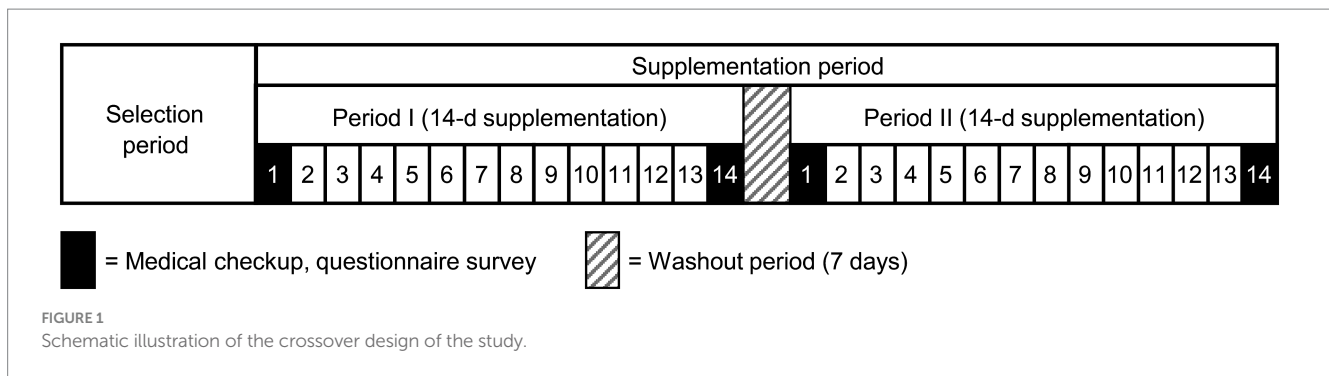 Selection
period
Supplementation period
Period I (14-d supplementation)
Period II (14-d supplementation)
1 2 3 4 5 6 7 8 9 10 11 12 13 14
1 2 3 4 5 6 7 8 9 10 11 12 13 14
= Medical checkup, questionnaire survey
= Washout period (7 days)
FIGURE 1
Schematic illustration of the crossover design of the study.